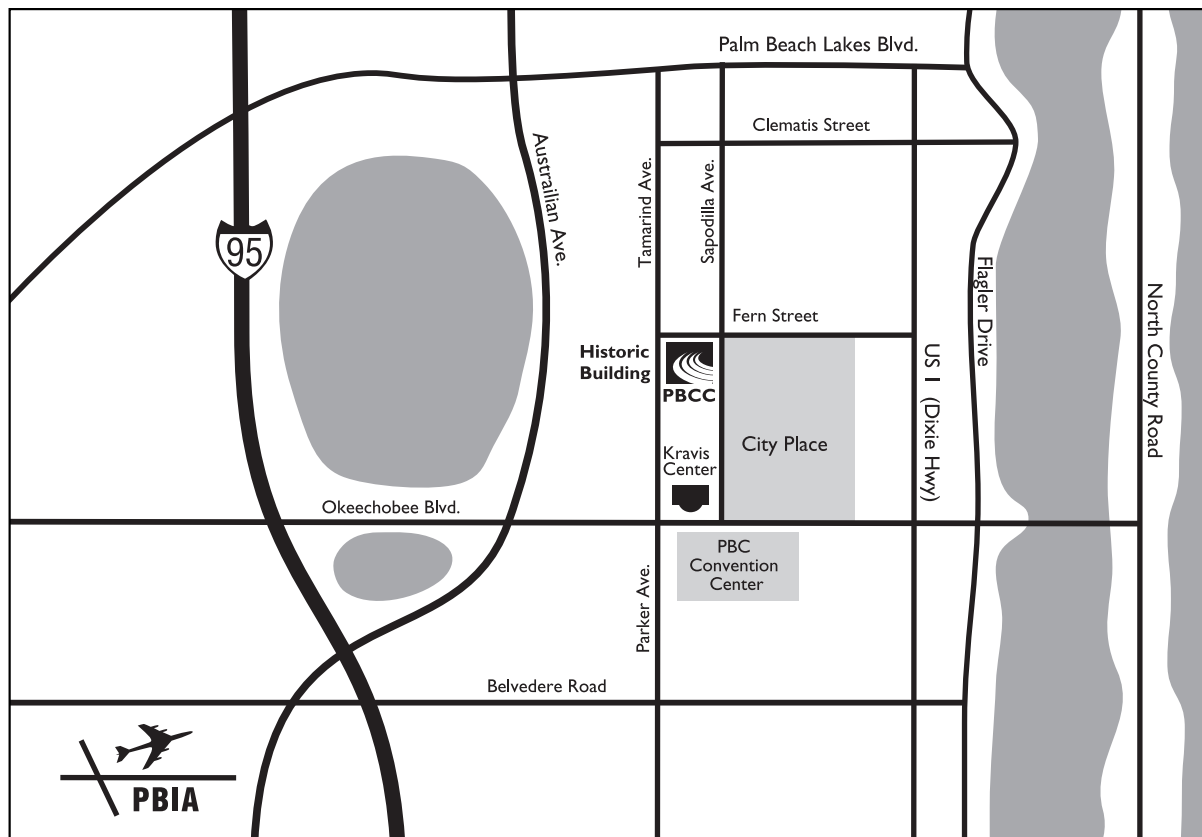 Palm Beach Lakes Blvd.
Clematis Street
Austrailian Ave.
Tamarind Ave.
Sapodilla Ave.
95
Flagler Drive
North County Road
Fern Street
Historic
Building
PBCC
US 1 (Dixie Hwy)
City Place
Kravis
Center
Okeechobee Blvd.
PBC
Convention
Center
Parker Ave.
Belvedere Road
PBIA